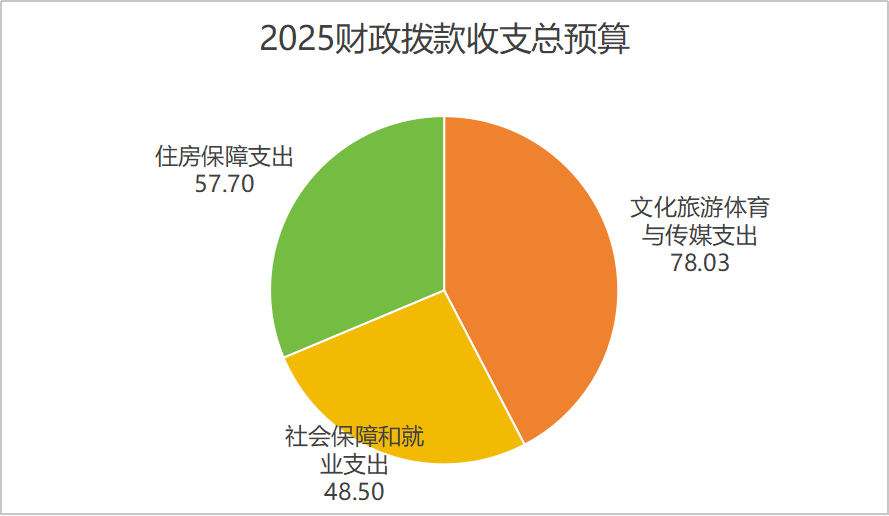 2025财政拨款收支总预算
住房保障支出
57.70
文化旅游体育
与传媒支出
78.03
社会保障和就
业支出
48.50